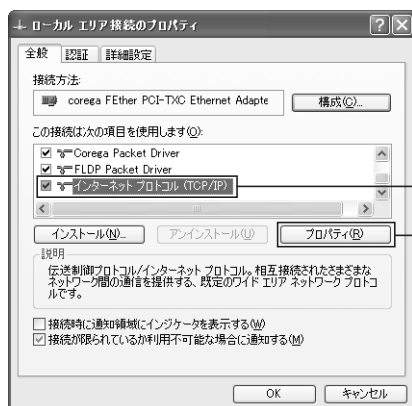 ローカル エリア接続のプロパティ
全般 認証 詳細設定
接続方法:
corega FEther PCI-TXC Ethernet Adapte 構成(C)...
この接続は次の項目を使用します(O):
Corega Packet Driver
FLDP Packet Driver
インターネット プロトコル (TCP/IP)
インストール(N)... アンインストール(U) プロパティ(R)
説明
伝送制御プロトコル/インターネット プロトコル。相互接続されたさまざまな
ネットワーク間の通信を提供する、既定のワイド エリア ネットワーク プロトコ
ルです。
接続時に通知領域にインジケータを表示する(W)
接続が限られているか利用不可能な場合に通知する(M)
OK キャンセル